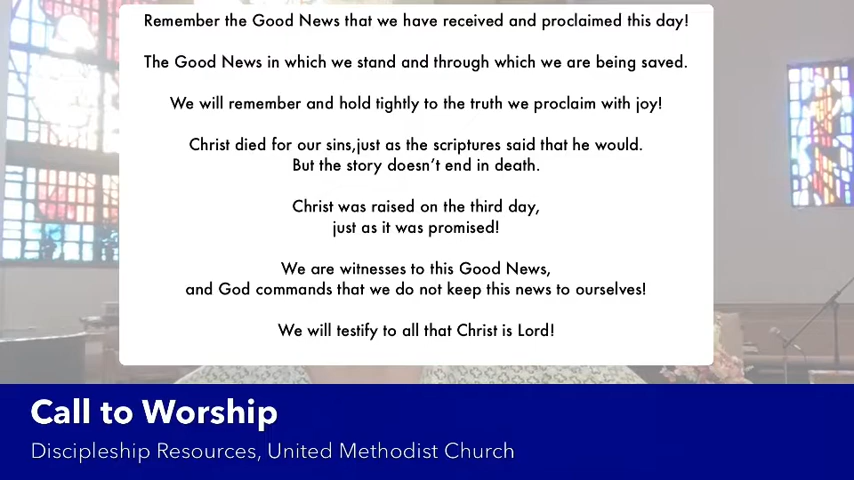 Remember the Good News that we have received and proclaimed this day!
The Good News in which we stand and through which we are being saved.
We will remember and hold tightly to the truth we proclaim with joy!
Christ died for our sins,just as the scriptures said that he would.
But the story doesn’t end in death.
Christ was raised on the third day,
just as it was promised!
We are witnesses to this Good News,
and God commands that we do not keep this news to ourselves!
We will testify to all that Christ is Lord!
Call to Worship
Discipleship Resources, United Methodist Church